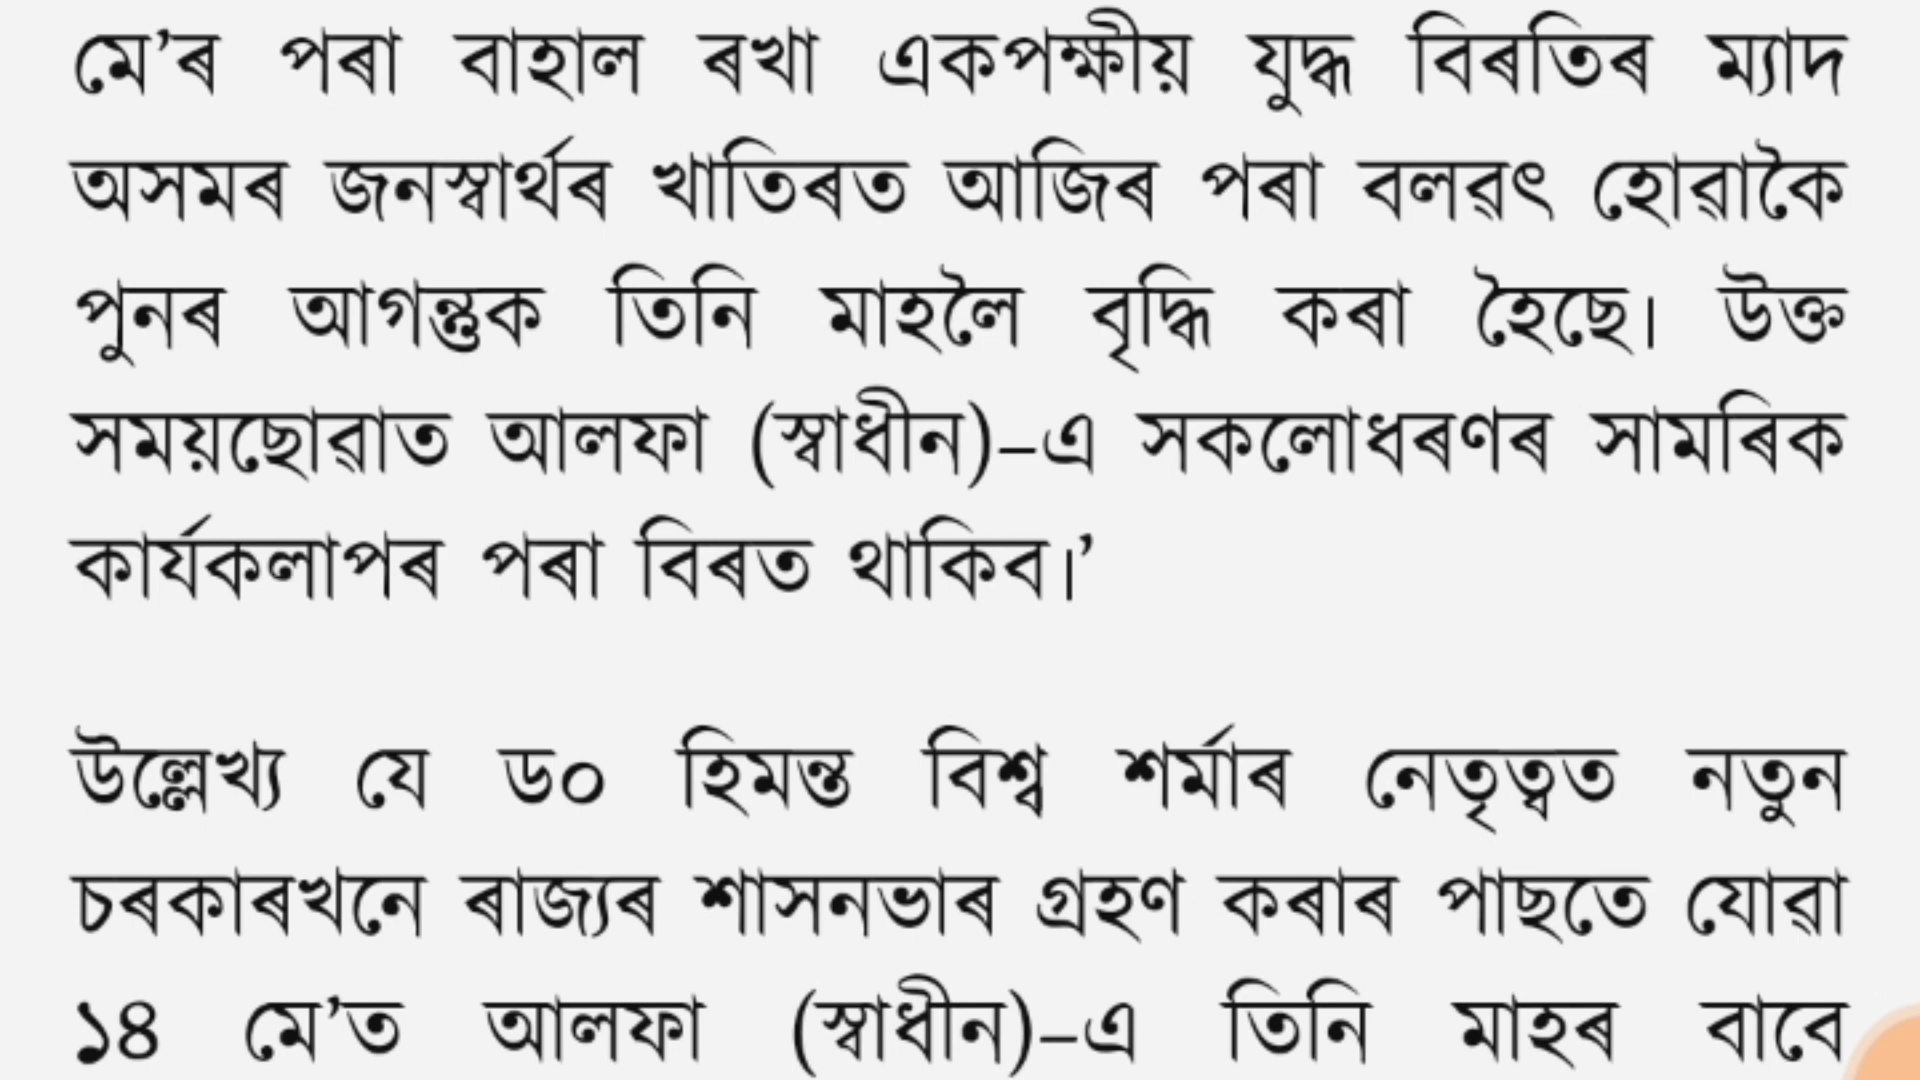 মে’ৰ পৰা বাহাল ৰখা একপক্ষীয় যুদ্ধ বিৰতিৰ ম্যাদ
অসমৰ জনস্বাৰ্থৰ খাতিৰত আজিৰ পৰা বলৱৎ হোৱাকৈ
পুনৰ আগন্তুক তিনি মাহলৈ বৃদ্ধি কৰা হৈছে। উক্ত
সময়ছোৱাত আলফা (স্বাধীন)–এ সকলোধৰণৰ সামৰিক
কাৰ্যকলাপৰ পৰা বিৰত থাকিব।’
উল্লেখ্য যে ড০ হিমন্ত বিশ্ব শৰ্মাৰ নেতৃত্বত নতুন
চৰকাৰখনে ৰাজ্যৰ শাসনভাৰ গ্ৰহণ কৰাৰ পাছতে যোৱা
১৪ মে’ত আলফা (স্বাধীন)–এ তিনি মাহৰ বাবে